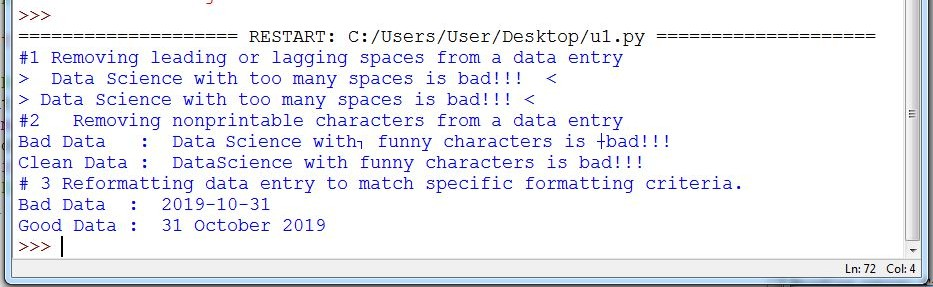 >>>
==================== RESTART: C:/Users/User/Desktop/u1.py ====================
#1 Removing leading or lagging spaces from a data entry
>  Data Science with too many spaces is bad!!!  <
> Data Science with too many spaces is bad!!! <
#2   Removing nonprintable characters from a data entry
Bad Data   :  Data Science with┐ funny characters is ┼bad!!!
Clean Data :  DataScience with funny characters is bad!!!
# 3 Reformatting data entry to match specific formatting criteria.
Bad Data  :  2019-10-31
Good Data :  31 October 2019
>>>
Ln: 72 Col: 4